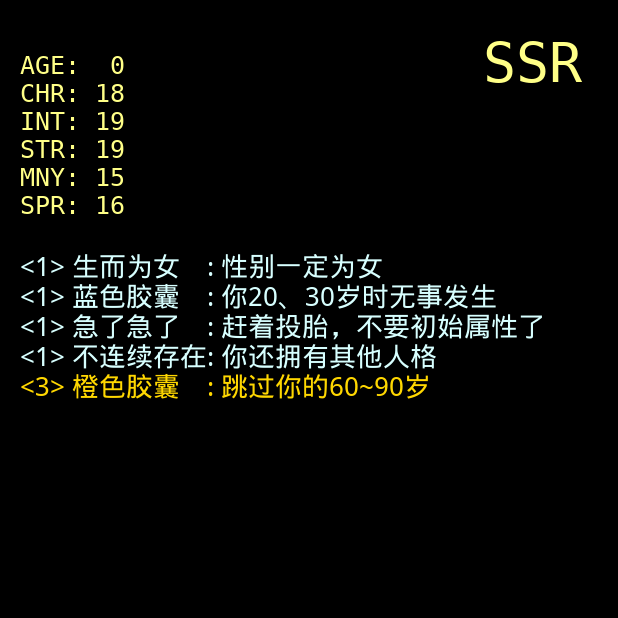 SSR
AGE:  0
CHR: 18
INT: 19
STR: 19
MNY: 15
SPR: 16
<1> 生而为女 : 性别一定为女
<1> 蓝色胶囊 : 你20、30岁时无事发生
<1> 急了急了 : 赶着投胎，不要初始属性了
<1> 不连续存在: 你还拥有其他人格
<3> 橙色胶囊 : 跳过你的60~90岁